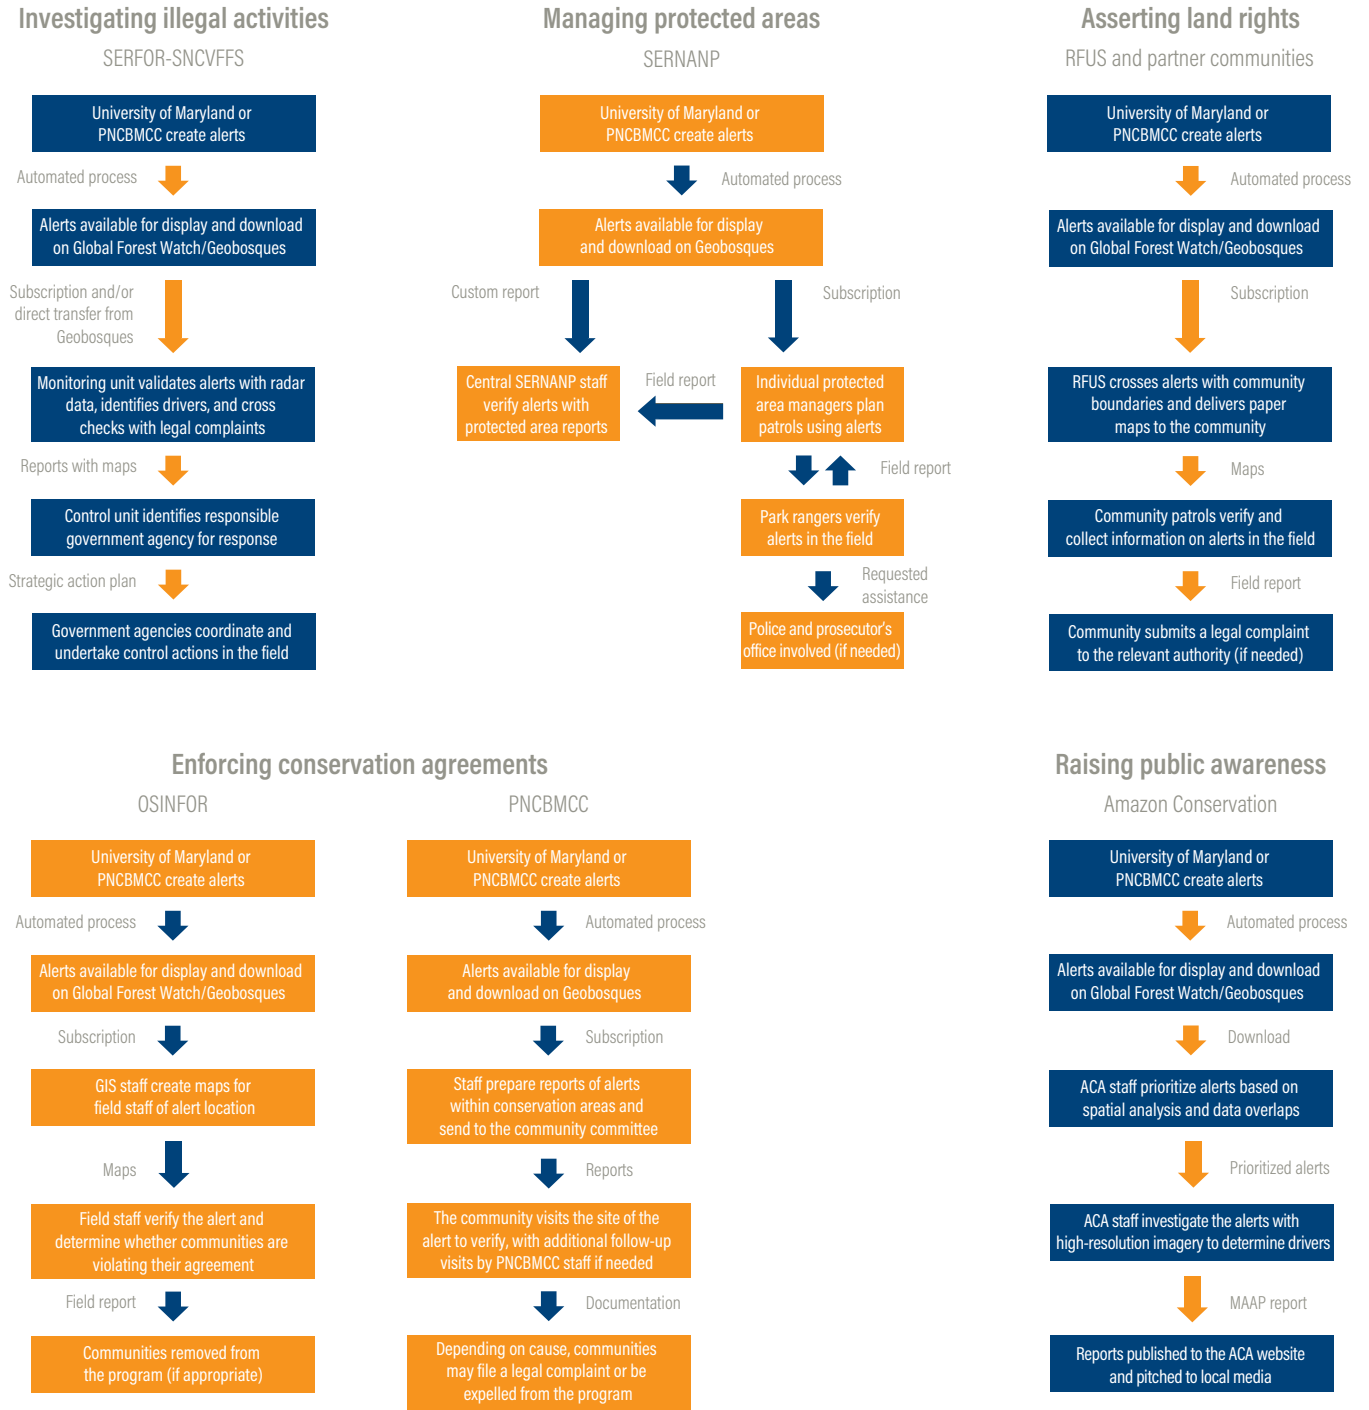 Investigating illegal activities
SERFOR-SNCVFFS
University of Maryland or
PNCBMCC create alerts
Automated process
Alerts available for display and download
on Global Forest Watch/Geobosques
Subscription and/or
direct transfer from
Geobosques
Monitoring unit validates alerts with radar
data, identifies drivers, and cross
checks with legal complaints
Reports with maps
Control unit identifies responsible
government agency for response
Strategic action plan
Government agencies coordinate and
undertake control actions in the field
Managing protected areas
SERNANP
University of Maryland or
PNCBMCC create alerts
Automated process
Alerts available for display
and download on Geobosques
Custom report
Subscription
Central SERNANP staff
verify alerts with
protected area reports
Field report
Individual protected
area managers plan
patrols using alerts
Field report
Park rangers verify
alerts in the field
Requested
assistance
Police and prosecutor's
office involved (if needed)
Asserting land rights
RFUS and partner communities
University of Maryland or
PNCBMCC create alerts
Automated process
Alerts available for display and download
on Global Forest Watch/Geobosques
Subscription
RFUS crosses alerts with community
boundaries and delivers paper
maps to the community
Maps
Community patrols verify and
collect information on alerts in the field
Field report
Community submits a legal complaint
to the relevant authority (if needed)
Enforcing conservation agreements
OSINFOR
University of Maryland or
PNCBMCC create alerts
Automated process
Alerts available for display and download
on Global Forest Watch/Geobosques
Subscription
GIS staff create maps for
field staff of alert location
Maps
Field staff verify the alert and
determine whether communities are
violating their agreement
Field report
Communities removed from
the program (if appropriate)
PNCBMCC
University of Maryland or
PNCBMCC create alerts
Automated process
Alerts available for display
and download on Geobosques
Subscription
Staff prepare reports of alerts
within conservation areas and
send to the community committee
Reports
The community visits the site of the
alert to verify, with additional follow-up
visits by PNCBMCC staff if needed
Documentation
Depending on cause, communities
may file a legal complaint or be
expelled from the program
Raising public awareness
Amazon Conservation
University of Maryland or
PNCBMCC create alerts
Automated process
Alerts available for display and download
on Global Forest Watch/Geobosques
Download
ACA staff prioritize alerts based on
spatial analysis and data overlaps
Prioritized alerts
ACA staff investigate the alerts with
high-resolution imagery to determine drivers
MAAP report
Reports published to the ACA website
and pitched to local media